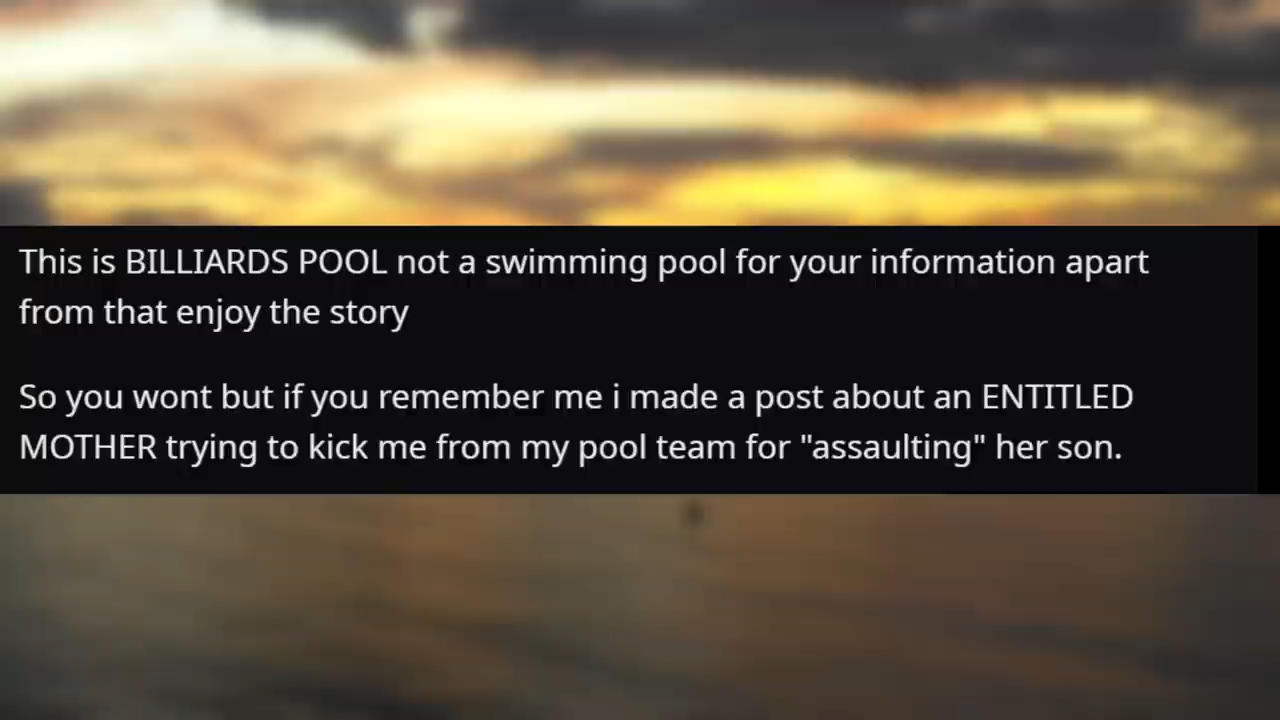 This is BILLIARDS POOL not a swimming pool for your information apart
from that enjoy the story
So you wont but if you remember me i made a post about an ENTITLED
MOTHER trying to kick me from my pool team for "assaulting" her son.